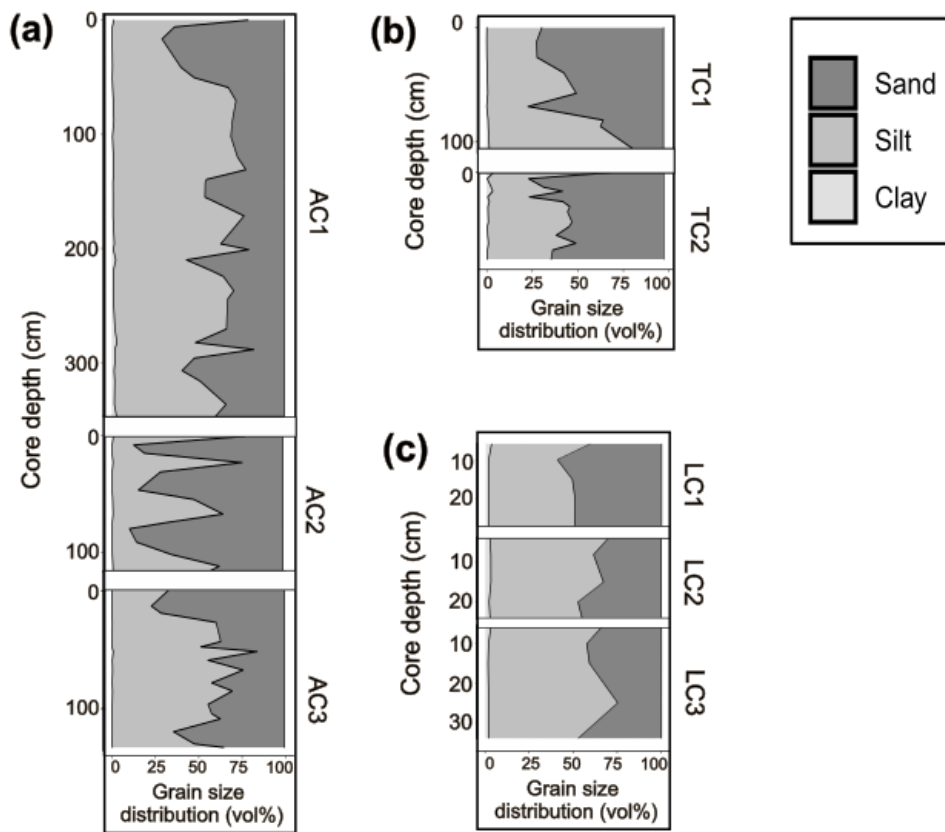 (a)
0
100
200
300
AC1
0
100
AC2
0
100
AC3
Core depth (cm)
0 25 50 75 100
Grain size
distribution (vol%)
(b)
0
100
TC1
0
TC2
Core depth (cm)
0 25 50 75 100
Grain size
distribution (vol%)
Sand
Silt
Clay
(c)
10
20
LC1
10
20
LC2
10
20
30
LC3
Core depth (cm)
0 25 50 75 100
Grain size
distribution (vol%)